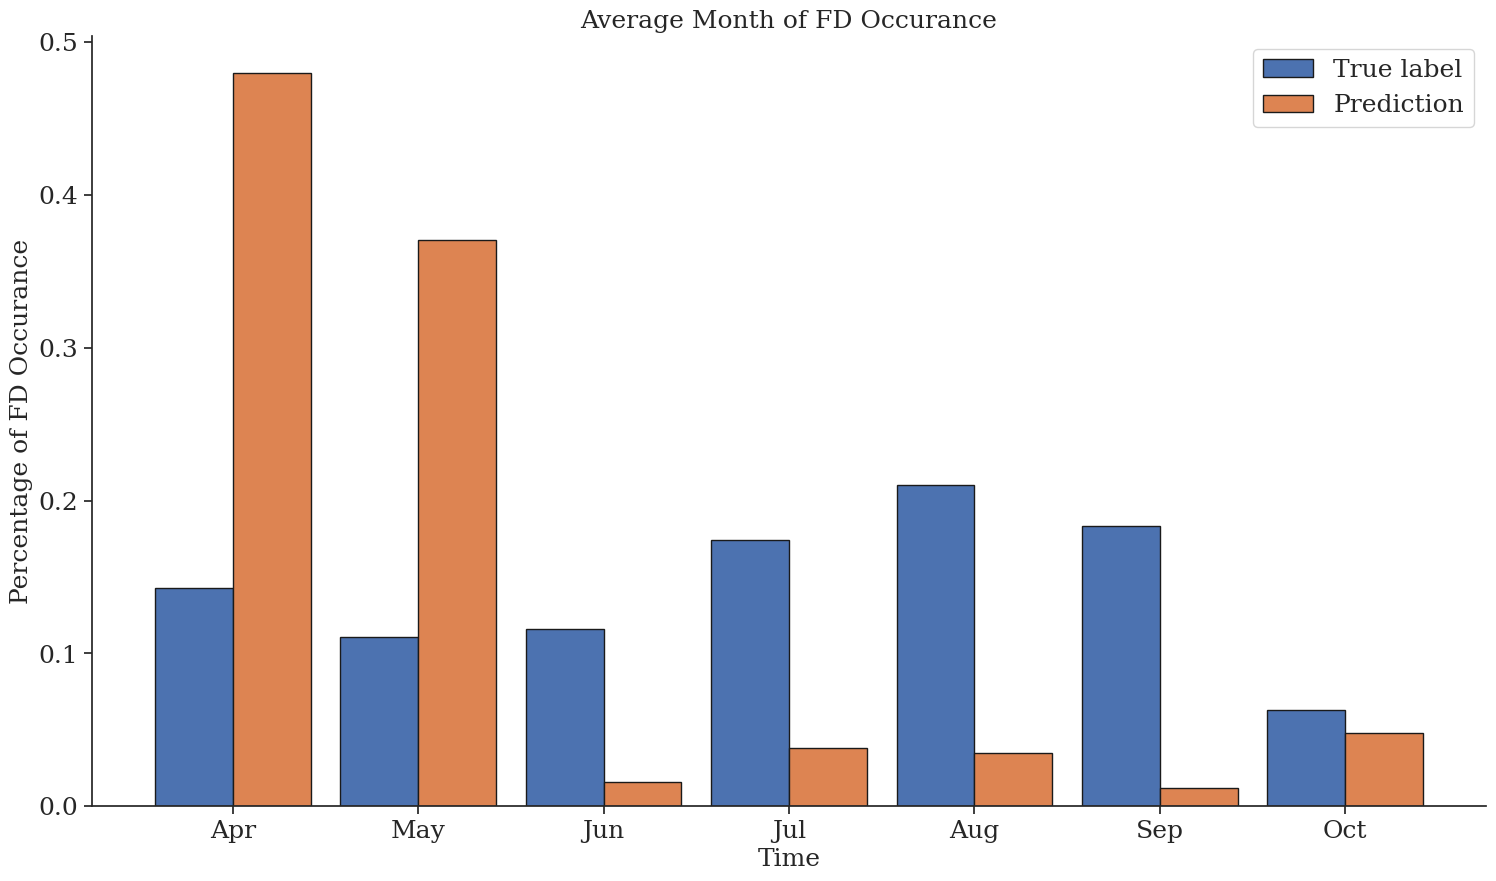 Average Month of FD Occurance
True label
Prediction
Percentage of FD Occurance
0.5
0.4
0.3
0.2
0.1
0.0
Apr May Jun Jul Aug Sep Oct
Time